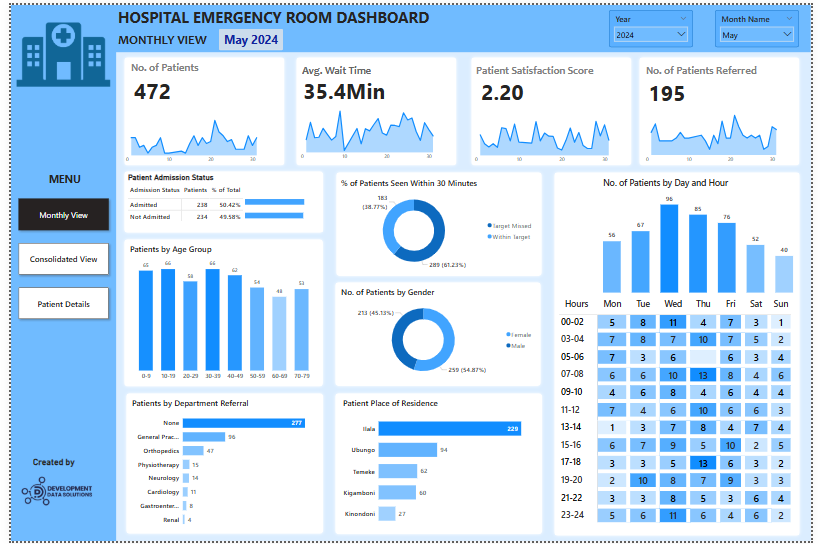 HOSPITAL EMERGENCY ROOM DASHBOARD
MONTHLY VIEW
May 2024
Year
2024
Month Name
May
No. of Patients
472
0 10 20 30
Avg. Wait Time
35.4Min
0 10 20 30
Patient Satisfaction Score
2.20
0 10 20 30
No. of Patients Referred
195
0 10 20 30
MENU
Monthly View
Consolidated View
Patient Details
Created by
DEVELOPMENT
DATA SOLUTIONS
Patient Admission Status
Admission Status Patients % of Total
Admitted 238 50.42%
Not Admitted 234 49.58%
% of Patients Seen Within 30 Minutes
183
(38.77%)
289 (61.23%)
Target Missed
Within Target
Patients by Age Group
65 66 59 66 62 54 48 53
0-9 10-19 20-29 30-39 40-49 50-59 60-69 70-79
No. of Patients by Gender
213 (45.13%)
259 (54.87%)
Female
Male
Patients by Department Referral
None 277
General Prac... 96
Orthopedics 47
Physiotherapy 15
Neurology 14
Cardiology 11
Gastroenter... 8
Renal 4
Patient Place of Residence
Ilala 229
Ubungo 94
Temeke 62
Kigamboni 60
Kinondoni 27
No. of Patients by Day and Hour
56 67 96 85 76 52 40
Hours Mon Tue Wed Thu Fri Sat Sun
00-02 5 8 11 4 7 3 1
03-04 7 8 7 10 7 5 2
05-06 7 3 6 6 3 4
07-08 6 6 10 13 8 4 6
09-10 4 6 8 4 6 4 4
11-12 7 4 6 10 6 6 3
13-14 1 3 7 8 4 7 4
15-16 6 7 9 5 10 2 5
17-18 3 3 5 13 6 3 2
19-20 2 10 8 7 9 3 3
21-22 3 3 8 5 3 6 4
23-24 5 6 11 6 4 6 2